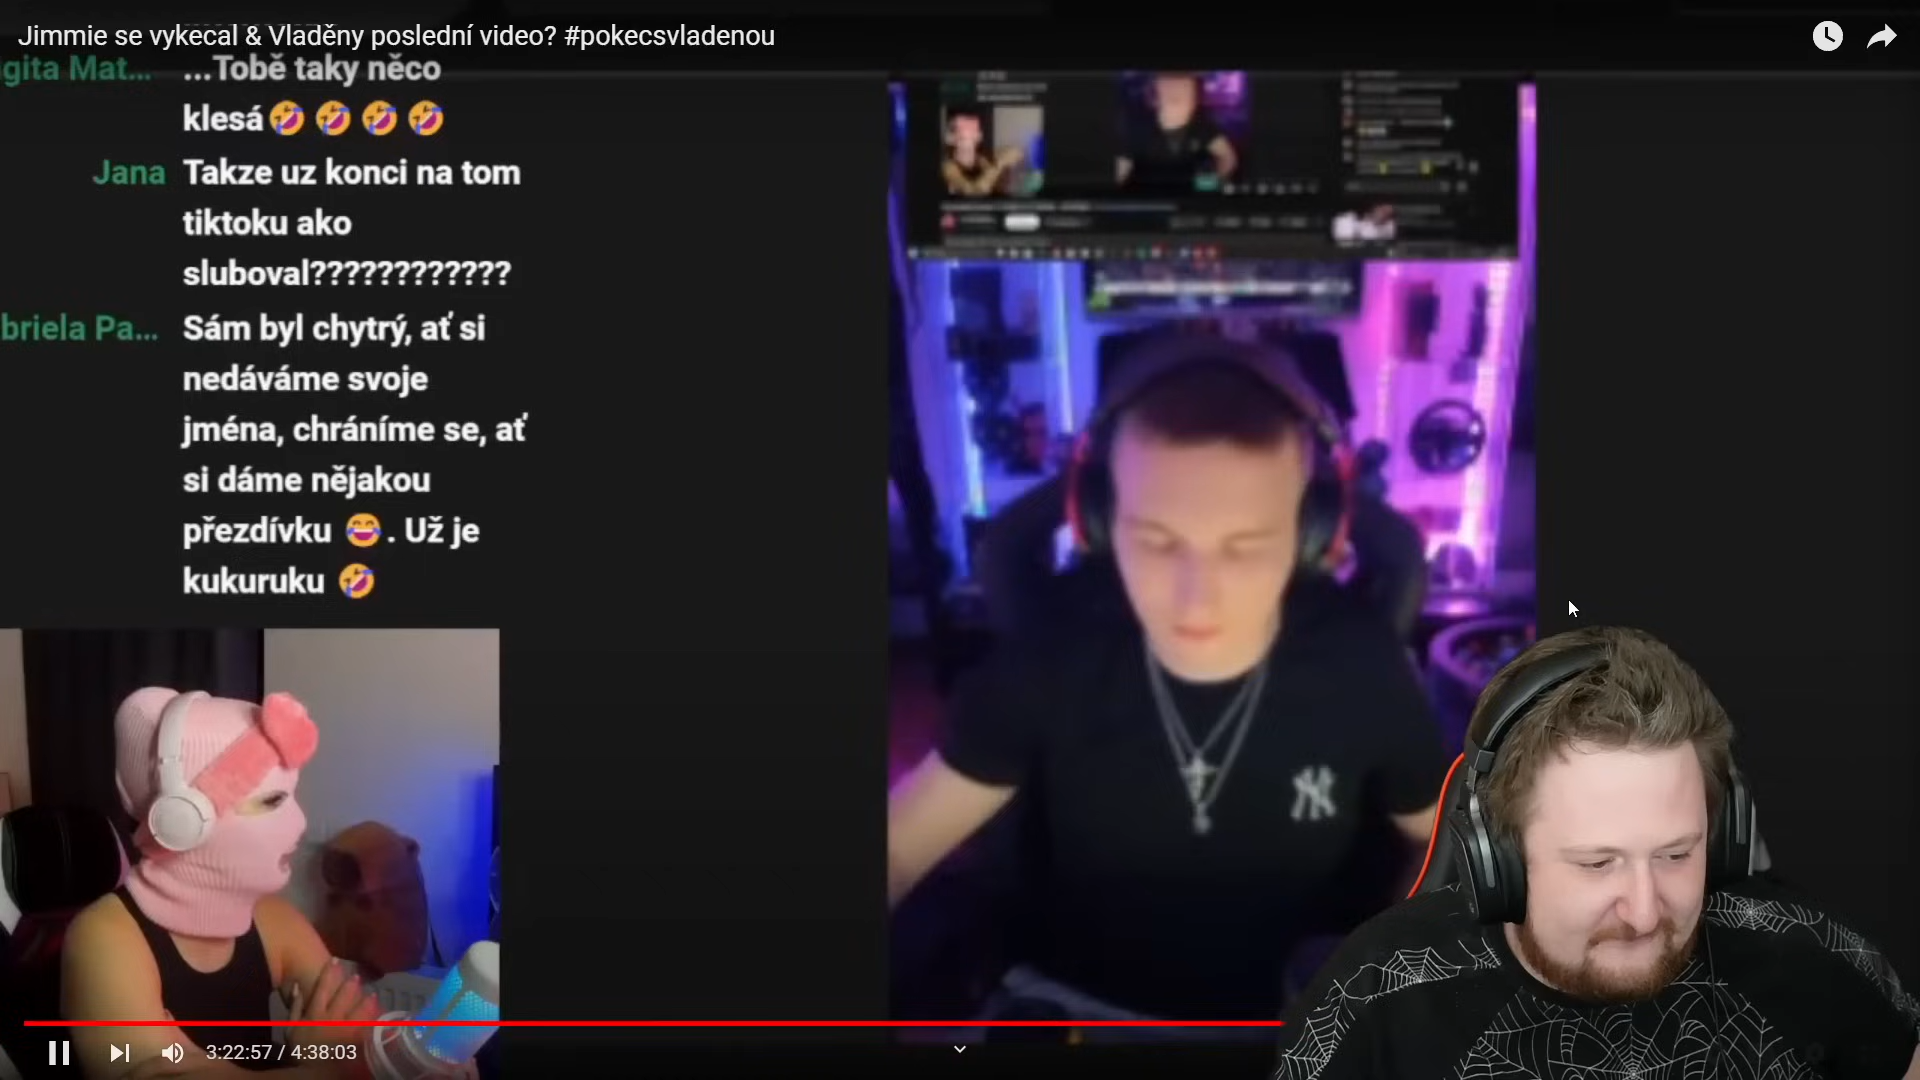 Jimmie se vykecal & Vladěny poslední video? #pokecsvladenou
gita Mat... ...Tobě taky něco
klesá🤣 🤣 🤣 🤣
Jana Takze uz konci na tom
tiktoku ako
sluboval????????????
briela Pa... Sám byl chytrý, ať si
nedáváme svoje
jména, chráníme se, ať
si dáme nějakou
přezdívku 😂. Už je
kukuruku 🤣
NY
3:22:57 / 4:38:03